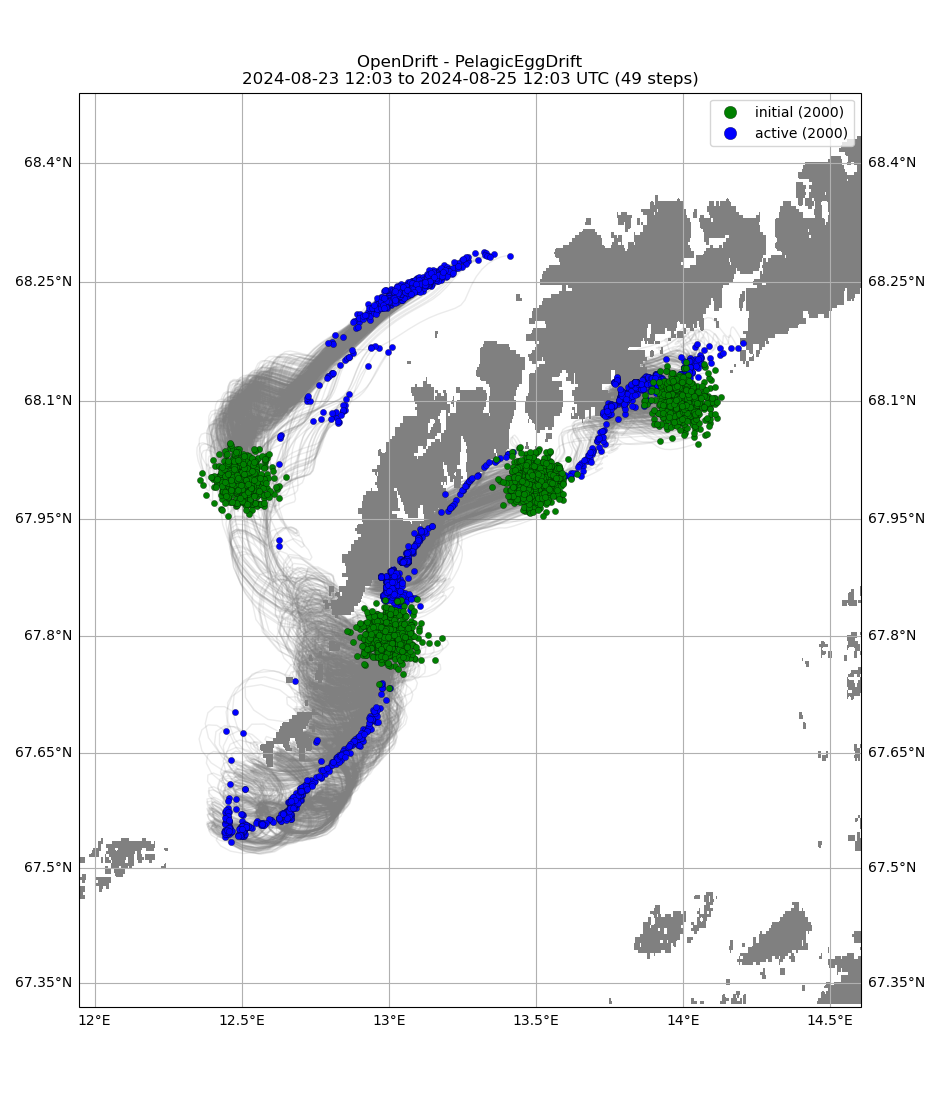 OpenDrift - PelagicEggDrift
2024-08-23 12:03 to 2024-08-25 12:03 UTC (49 steps)
initial (2000)
active (2000)
68.4°N 68.4°N
68.25°N 68.25°N
68.1°N 68.1°N
67.95°N 67.95°N
67.8°N 67.8°N
67.65°N 67.65°N
67.5°N 67.5°N
67.35°N 67.35°N
12°E 12.5°E 13°E 13.5°E 14°E 14.5°E